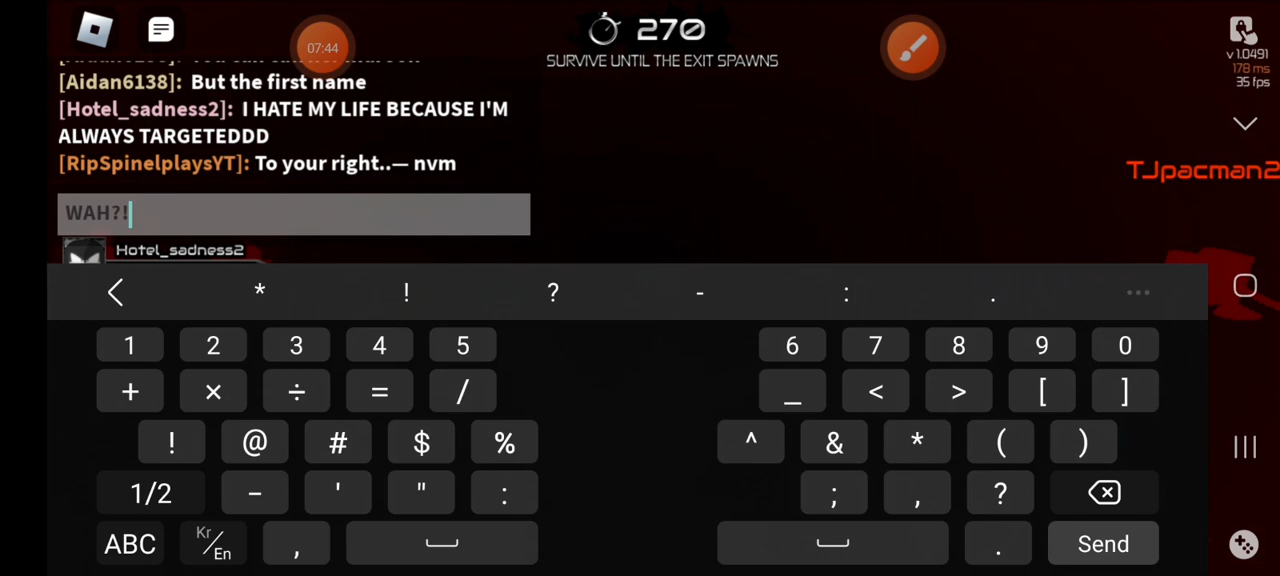 270
07:44
SURVIVE UNTIL THE EXIT SPAWNS
v 1.0491
178 ms
35 fps
[Aidan6138]: But the first name
[Hotel_sadness2]: I HATE MY LIFE BECAUSE I'M
ALWAYS TARGETEDDD
[RipSpinelplaysYT]: To your right..— nvm
TJpacman2
WAH?!
Hotel_sadness2
* ! ? - : .
1 2 3 4 5 6 7 8 9 0
+ × ÷ = / _ < > [ ]
! @ # $ % ^ & * ( )
1/2 - ' " : ; , ?
ABC Kr/En , . Send